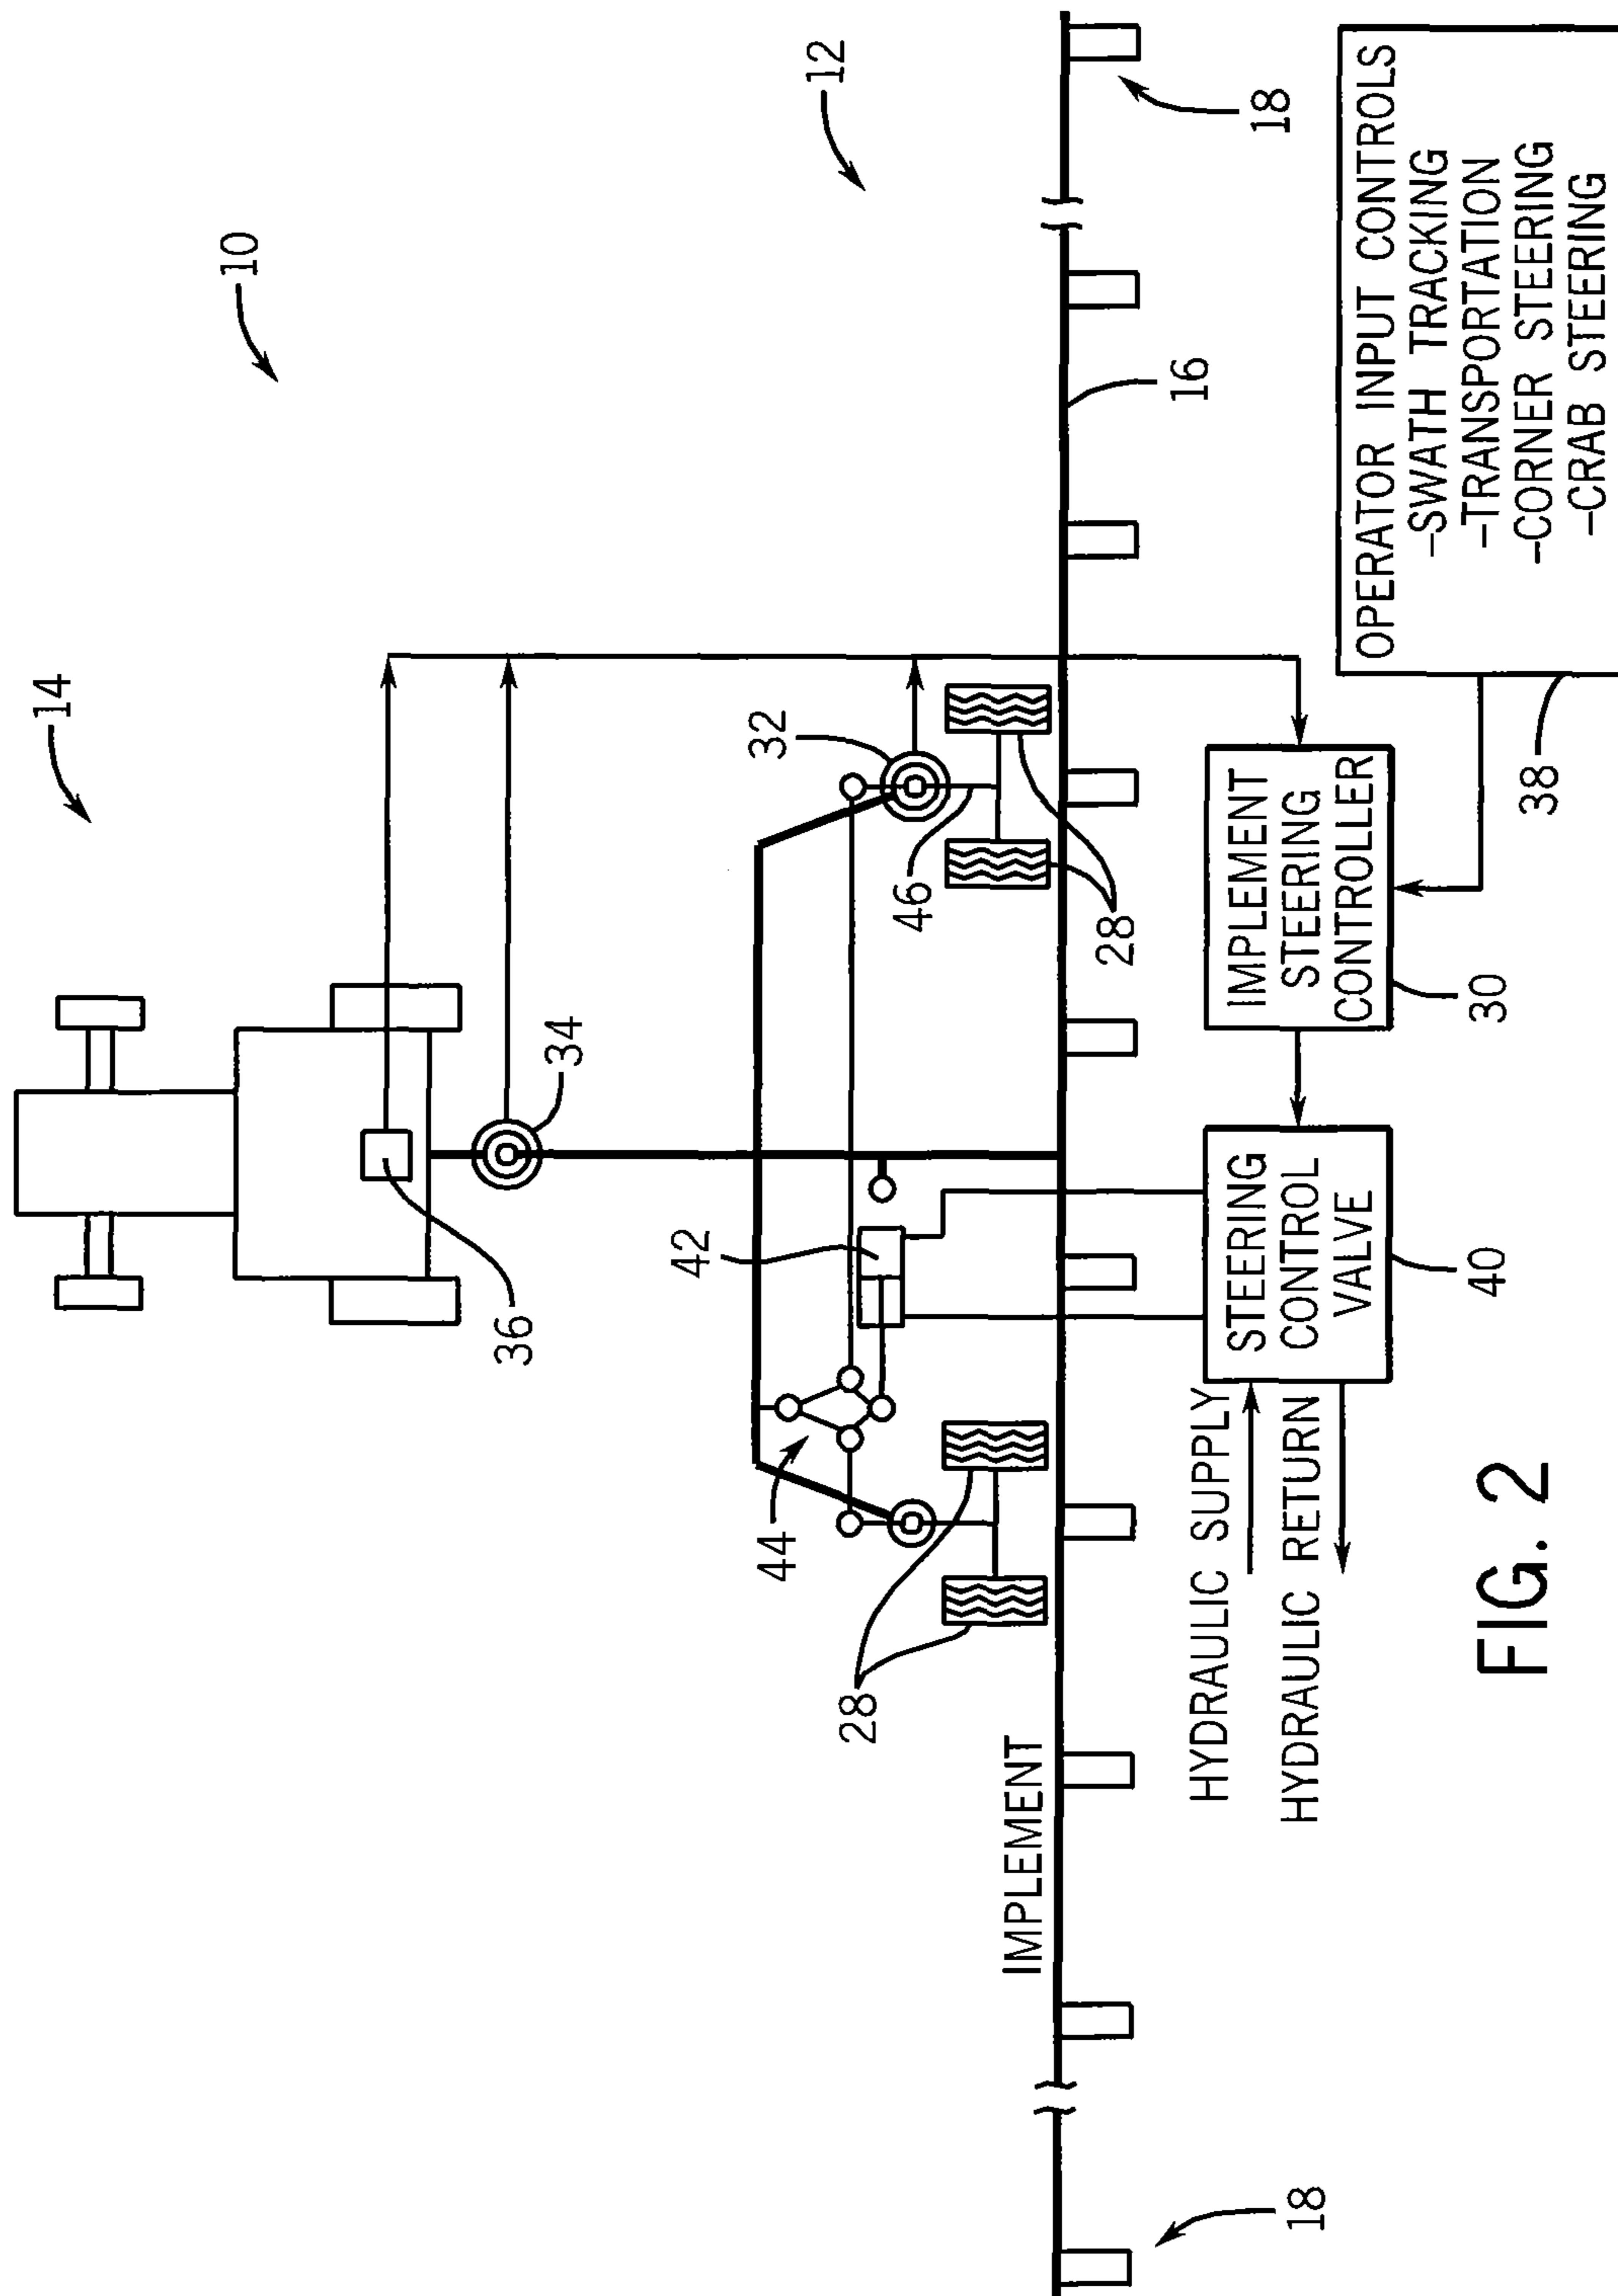 10
14
12
36
34
32
42
44
46
28
28
16
18
18
IMPLEMENT
HYDRAULIC SUPPLY
HYDRAULIC RETURN
STEERING
CONTROL
VALVE
40
IMPLEMENT
STEERING
CONTROLLER
30
OPERATOR INPUT CONTROLS
-SWATH TRACKING
-TRANSPORTATION
-CORNER STEERING
-CRAB STEERING
38
FIG. 2